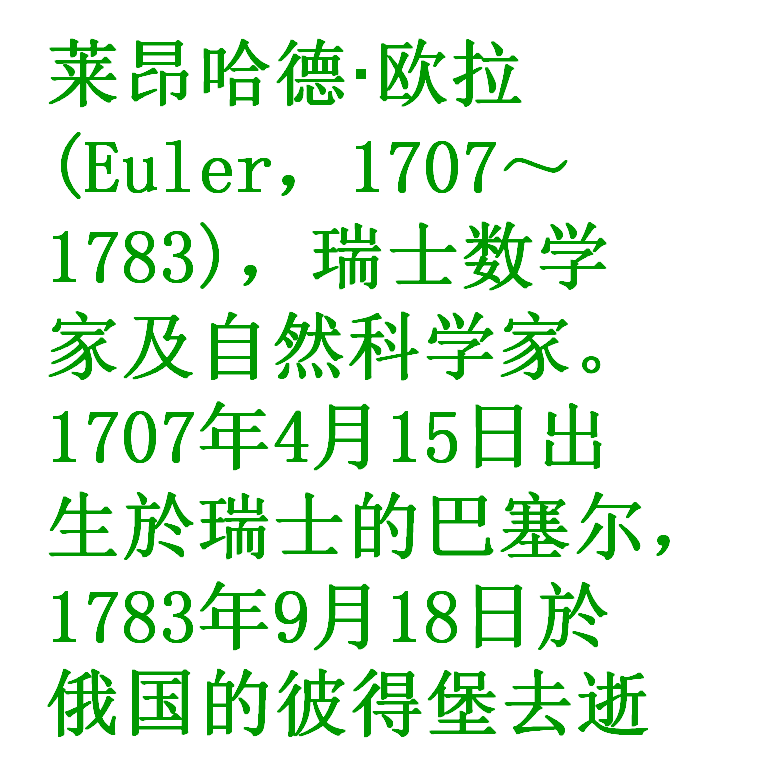 莱昂哈德·欧拉
(Euler，1707～
1783)，瑞士数学
家及自然科学家。
1707年4月15日出
生於瑞士的巴塞尔，
1783年9月18日於
俄国的彼得堡去逝